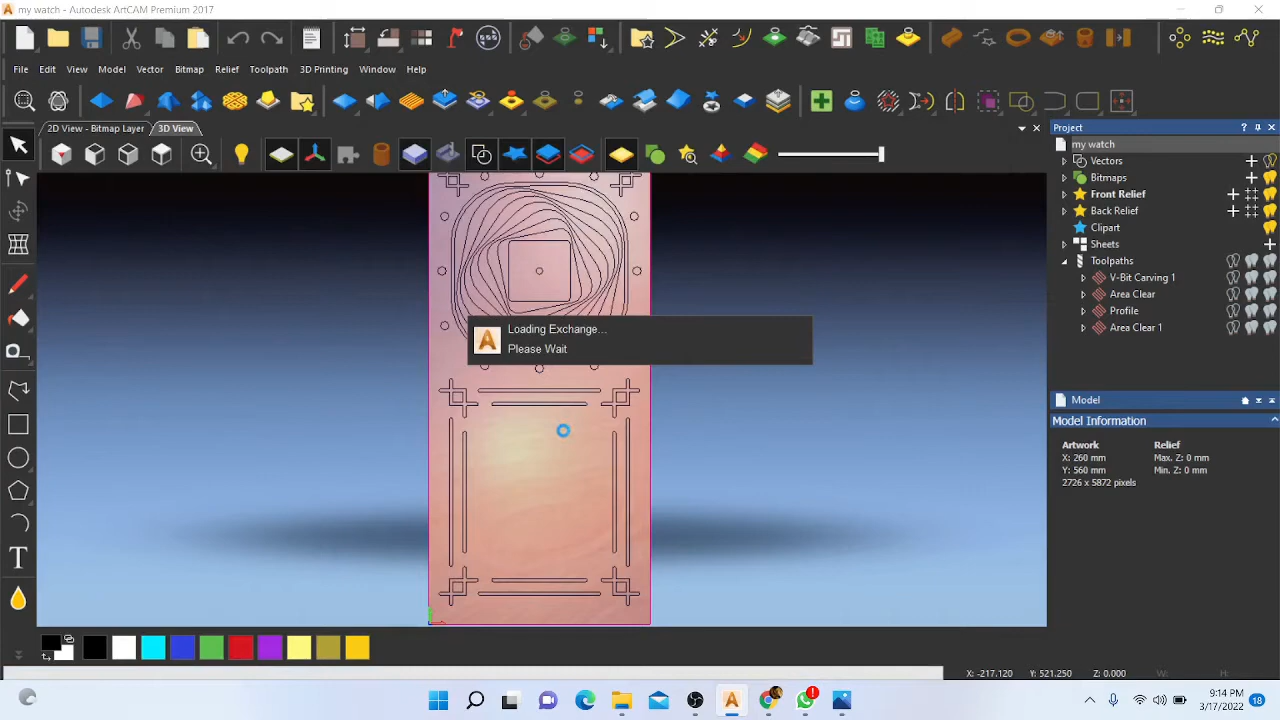 my watch - Autodesk ArtCAM Premium 2017
File Edit View Model Vector Bitmap Relief Toolpath 3D Printing Window Help
2D View - Bitmap Layer 3D View
Loading Exchange...
Please Wait
Project
my watch
Vectors
Bitmaps
Front Relief
Back Relief
Clipart
Sheets
Toolpaths
V-Bit Carving 1
Area Clear
Profile
Area Clear 1
Model
Model Information
Artwork Relief
X: 260 mm Max. Z: 0 mm
Y: 560 mm Min. Z: 0 mm
2726 x 5872 pixels
X: -217.120 Y: 521.250 Z: 0.000 W: H:
9:14 PM
3/17/2022 18